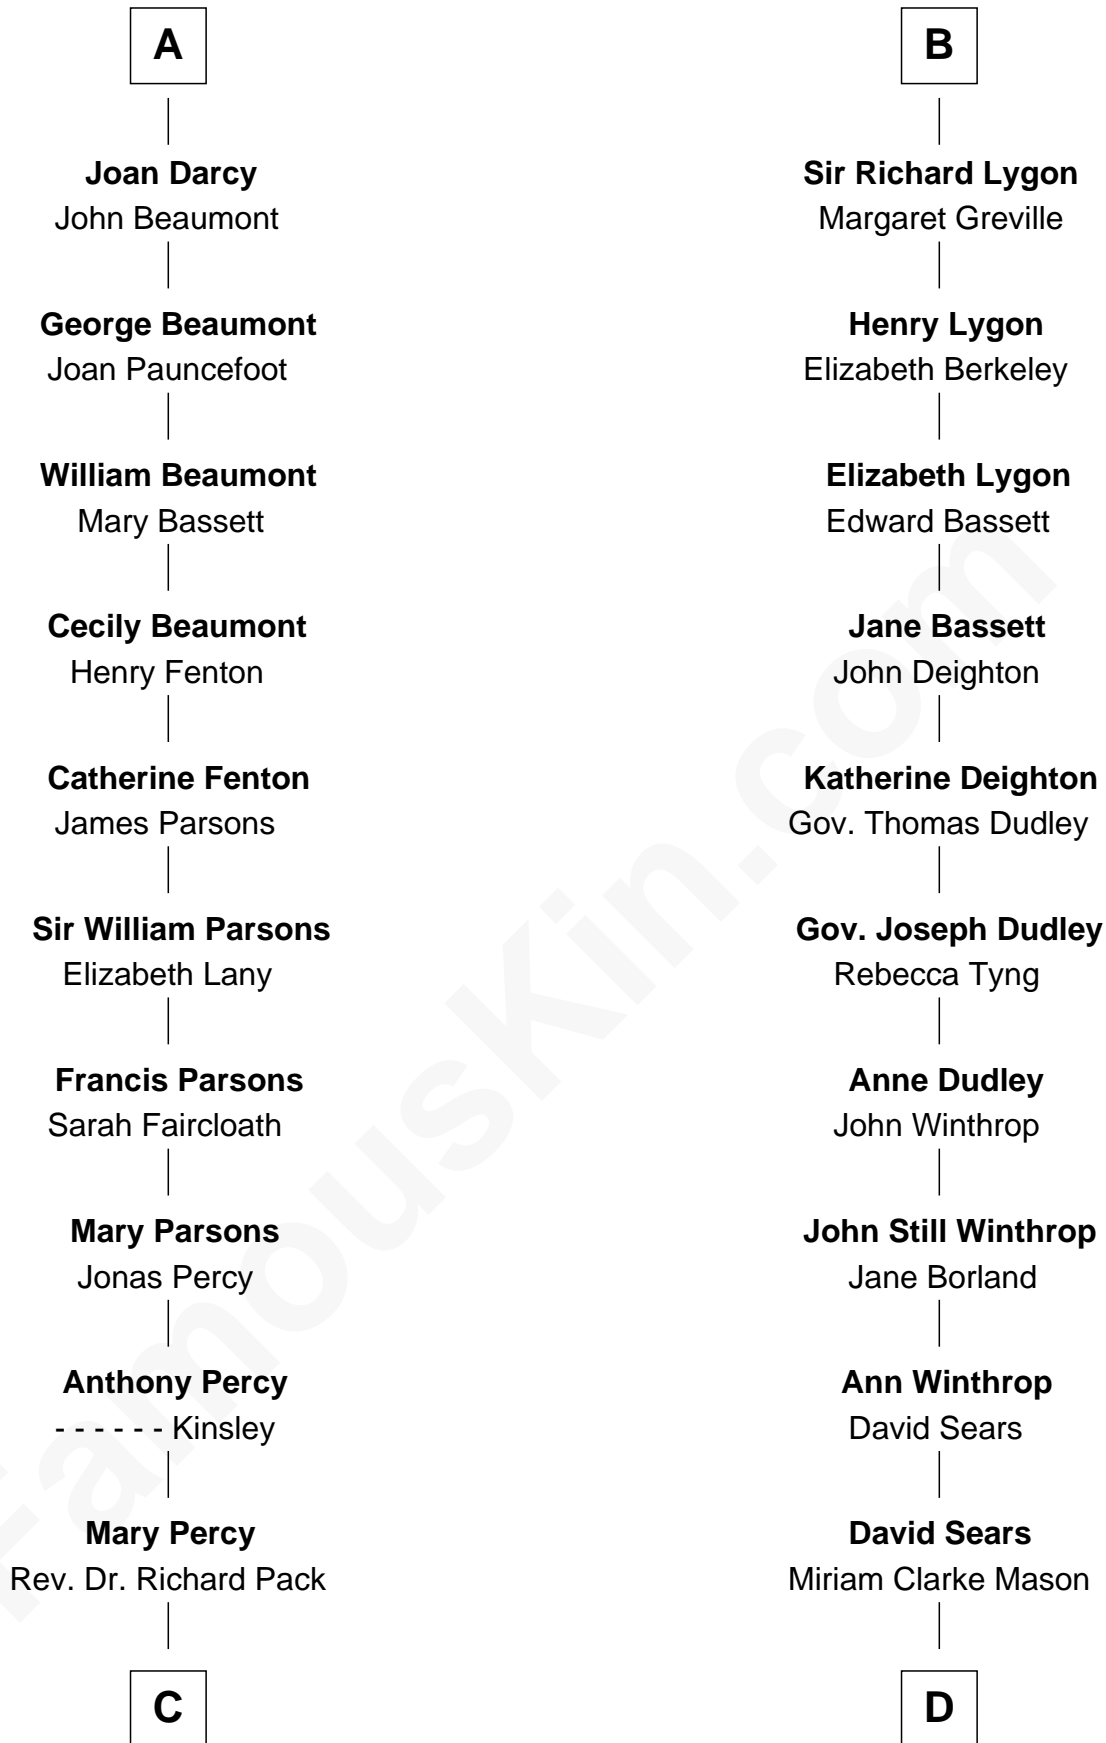 A
Joan Darcy
John Beaumont
George Beaumont
Joan Pauncefoot
William Beaumont
Mary Bassett
Cecily Beaumont
Henry Fenton
Catherine Fenton
James Parsons
Sir William Parsons
Elizabeth Lany
Francis Parsons
Sarah Faircloath
Mary Parsons
Jonas Percy
Anthony Percy
- - - - - - Kinsley
Mary Percy
Rev. Dr. Richard Pack
C
B
Sir Richard Lygon
Margaret Greville
Henry Lygon
Elizabeth Berkeley
Elizabeth Lygon
Edward Bassett
Jane Bassett
John Deighton
Katherine Deighton
Gov. Thomas Dudley
Gov. Joseph Dudley
Rebecca Tyng
Anne Dudley
John Winthrop
John Still Winthrop
Jane Borland
Ann Winthrop
David Sears
David Sears
Miriam Clarke Mason
D
FamousKin.com